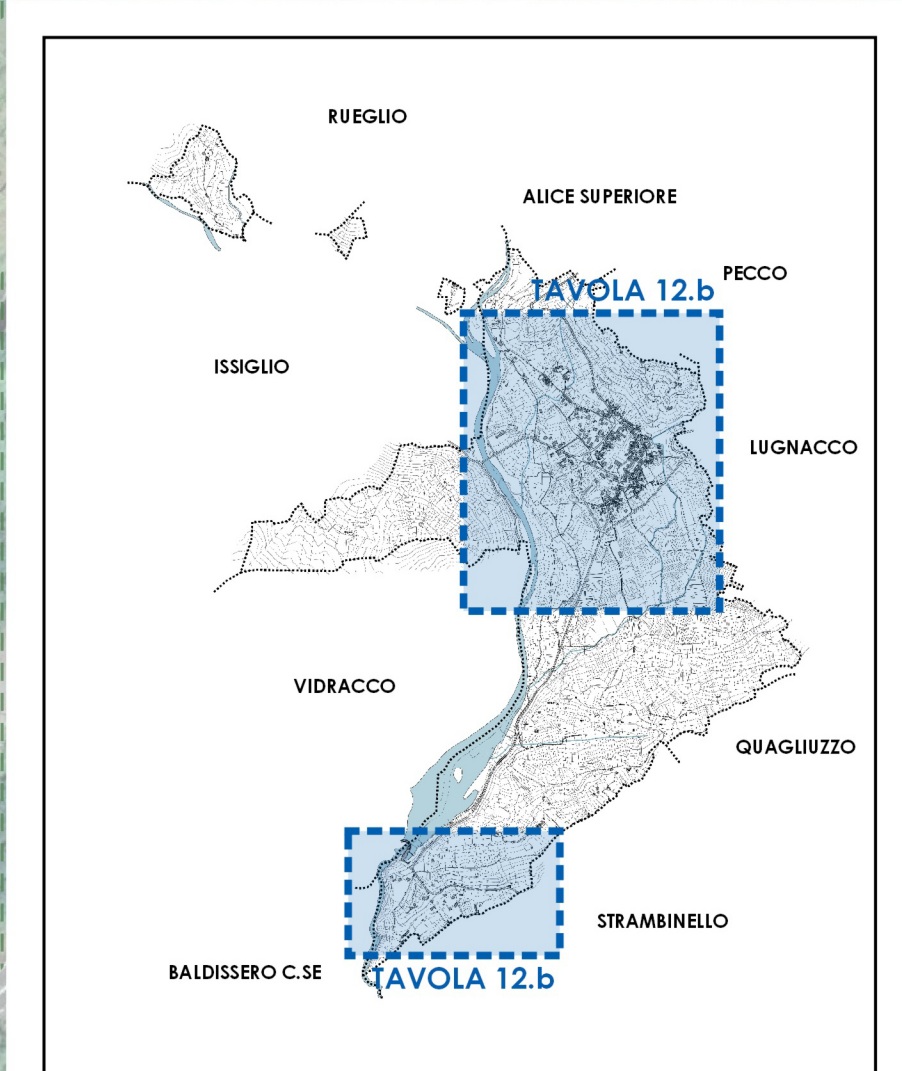 RUEGLIO
ALICE SUPERIORE
PECCO
TAVOLA 12.b
ISSIGLIO
LUGNACCO
VIDRACCO
QUAGLIUZZO
STRAMBINELLO
BALDISSERO C.SE
TAVOLA 12.b